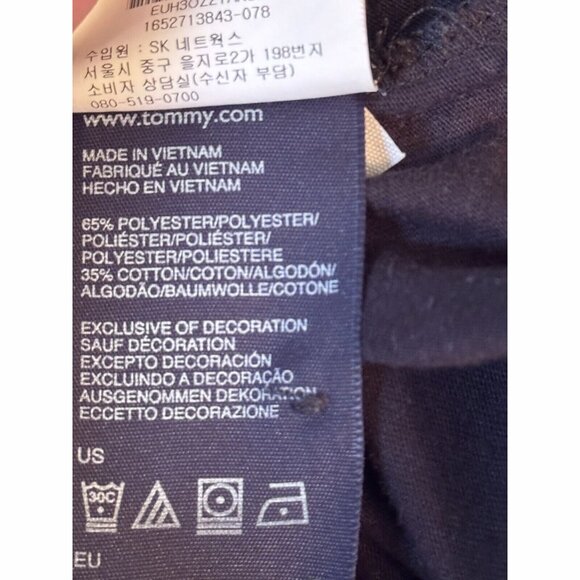 1652713843-078
수입원 : SK 네트웍스
서울시 중구 을지로2가 198번지
소비자 상담실(수신자 부담)
080-519-0700
www.tommy.com
MADE IN VIETNAM
FABRIQUÉ AU VIETNAM
HECHO EN VIETNAM
65% POLYESTER/POLYESTER/
POLIÉSTER/POLIÉSTER/
POLYESTER/POLIESTERE
35% COTTON/COTON/ALGODÓN/
ALGODÃO/BAUMWOLLE/COTONE
EXCLUSIVE OF DECORATION
SAUF DÉCORATION
EXCEPTO DECORACIÓN
EXCLUINDO A DECORAÇÃO
AUSGENOMMEN DEKORATION
ECCETTO DECORAZIONE
US
30C
EU